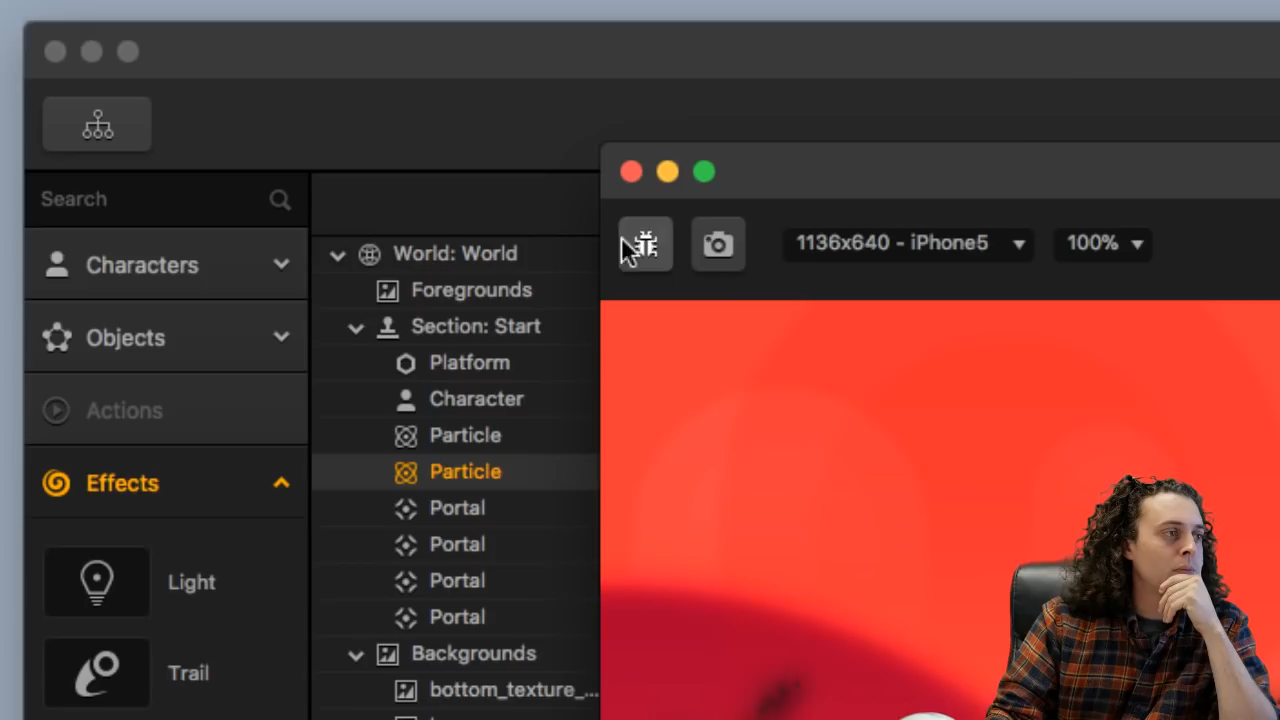 Search
Characters
Objects
Actions
Effects
Light
Trail
World: World
Foregrounds
Section: Start
Platform
Character
Particle
Particle
Portal
Portal
Portal
Portal
Backgrounds
bottom_texture_...
1136x640 - iPhone5
100%